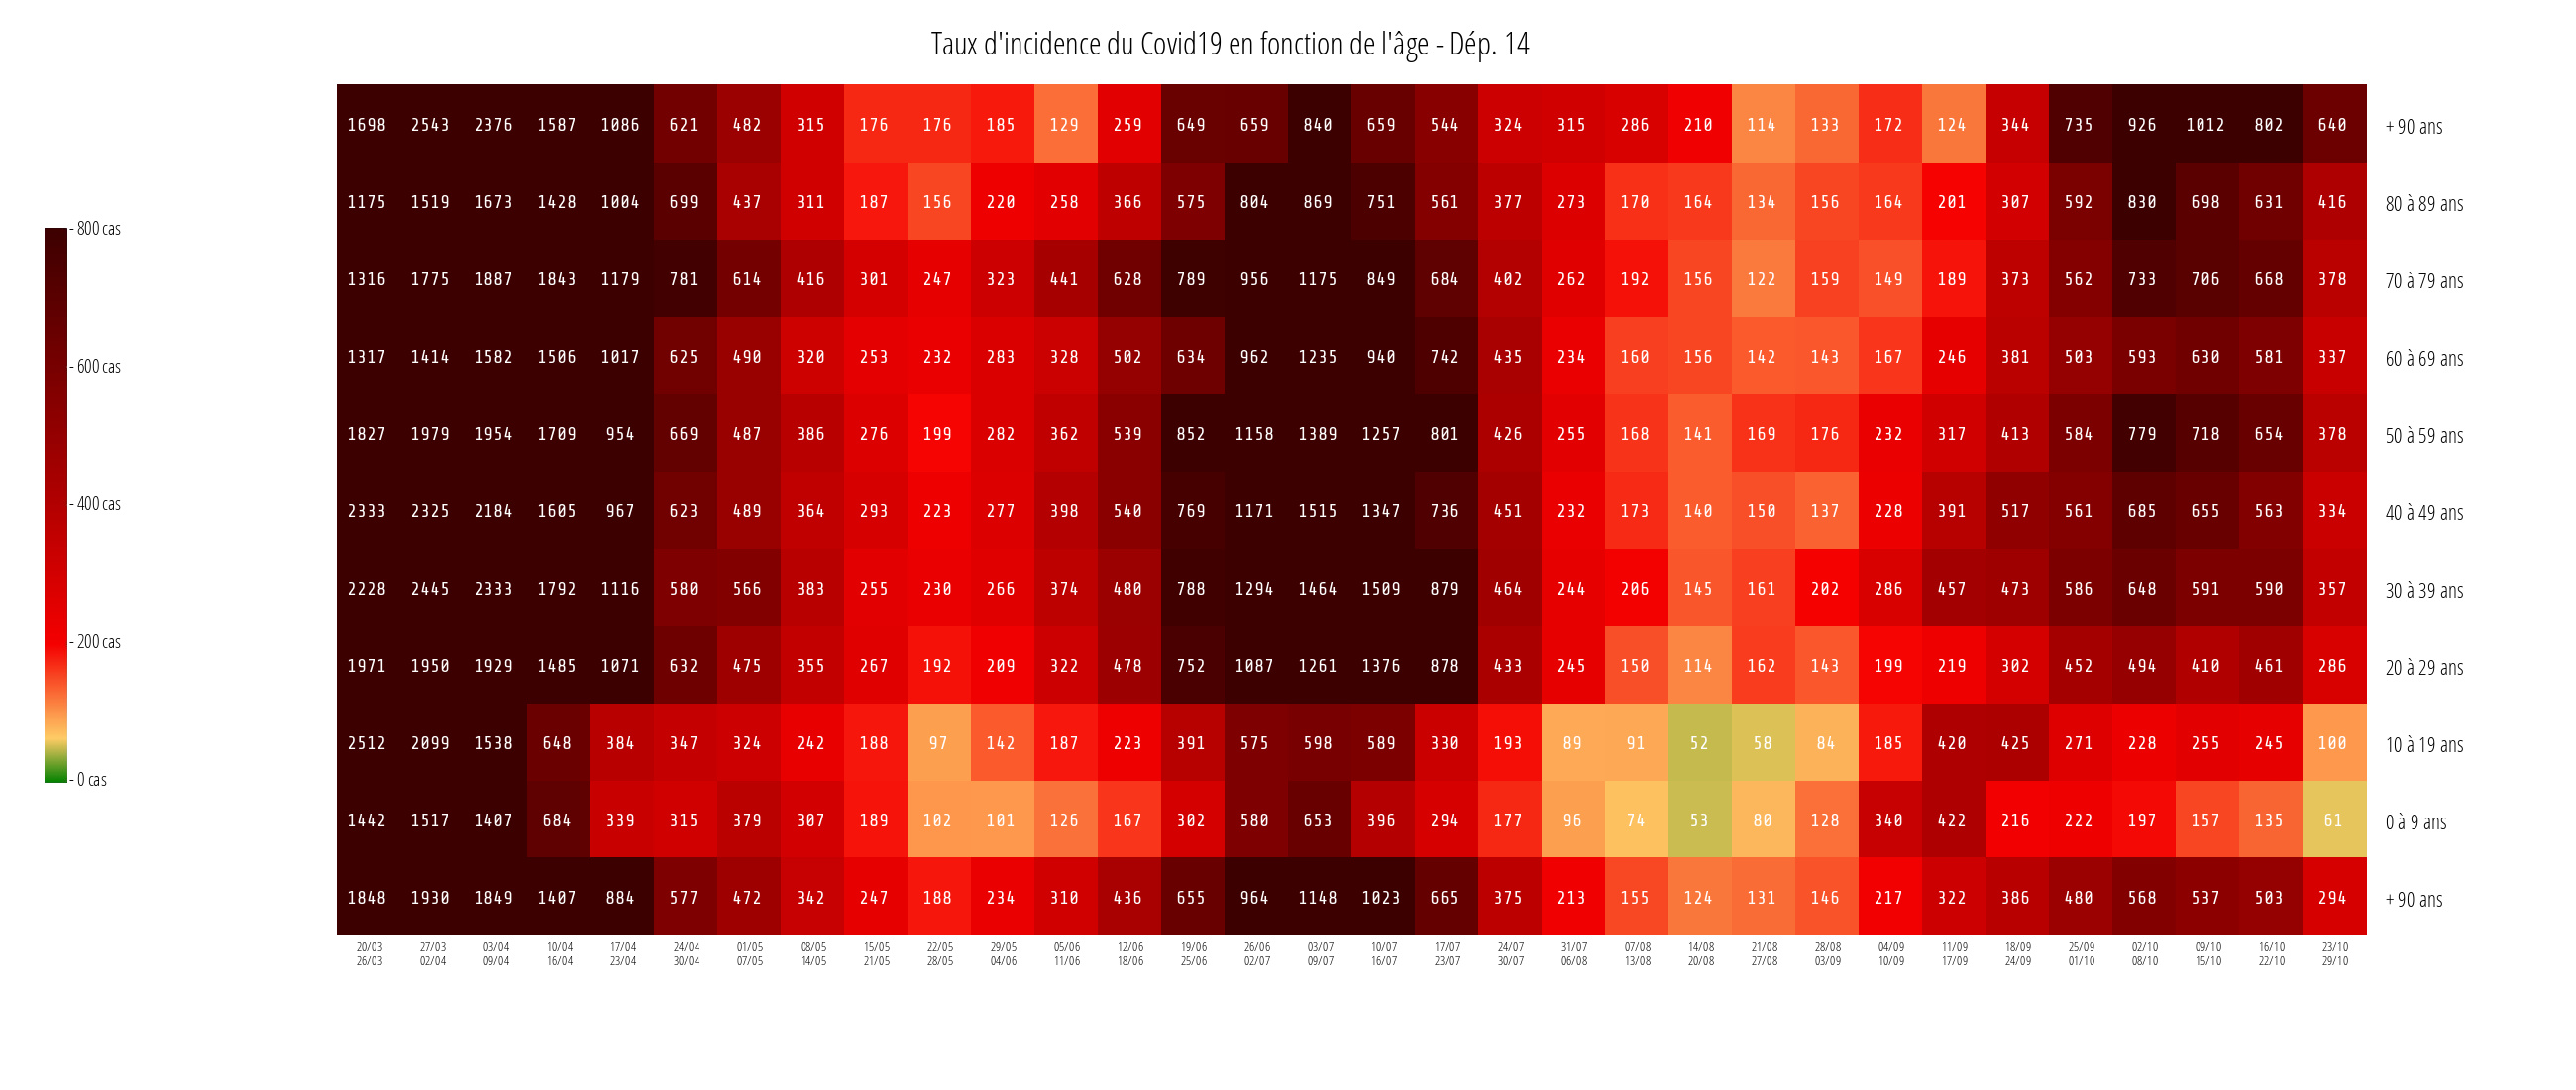 Taux d'incidence du Covid19 en fonction de l'âge - Dép. 14
- 800 cas
- 600 cas
- 400 cas
- 200 cas
- 0 cas
1698 2543 2376 1587 1086 621 482 315 176 176 185 129 259 649 659 840 659 544 324 315 286 210 114 133 172 124 344 735 926 1012 802 640 + 90 ans
1175 1519 1673 1428 1004 699 437 311 187 156 220 258 366 575 804 869 751 561 377 273 170 164 134 156 164 201 307 592 830 698 631 416 80 à 89 ans
1316 1775 1887 1843 1179 781 614 416 301 247 323 441 628 789 956 1175 849 684 402 262 192 156 122 159 149 189 373 562 733 706 668 378 70 à 79 ans
1317 1414 1582 1506 1017 625 490 320 253 232 283 328 502 634 962 1235 940 742 435 234 160 156 142 143 167 246 381 503 593 630 581 337 60 à 69 ans
1827 1979 1954 1709 954 669 487 386 276 199 282 362 539 852 1158 1389 1257 801 426 255 168 141 169 176 232 317 413 584 779 718 654 378 50 à 59 ans
2333 2325 2184 1605 967 623 489 364 293 223 277 398 540 769 1171 1515 1347 736 451 232 173 140 150 137 228 391 517 561 685 655 563 334 40 à 49 ans
2228 2445 2333 1792 1116 580 566 383 255 230 266 374 480 788 1294 1464 1509 879 464 244 206 145 161 202 286 457 473 586 648 591 590 357 30 à 39 ans
1971 1950 1929 1485 1071 632 475 355 267 192 209 322 478 752 1087 1261 1376 878 433 245 150 114 162 143 199 219 302 452 494 410 461 286 20 à 29 ans
2512 2099 1538 648 384 347 324 242 188 97 142 187 223 391 575 598 589 330 193 89 91 52 58 84 185 420 425 271 228 255 245 100 10 à 19 ans
1442 1517 1407 684 339 315 379 307 189 102 101 126 167 302 580 653 396 294 177 96 74 53 80 128 340 422 216 222 197 157 135 61 0 à 9 ans
1848 1930 1849 1407 884 577 472 342 247 188 234 310 436 655 964 1148 1023 665 375 213 155 124 131 146 217 322 386 480 568 537 503 294 + 90 ans
20/03 27/03 03/04 10/04 17/04 24/04 01/05 08/05 15/05 22/05 29/05 05/06 12/06 19/06 26/06 03/07 10/07 17/07 24/07 31/07 07/08 14/08 21/08 28/08 04/09 11/09 18/09 25/09 02/10 09/10 16/10 23/10
26/03 02/04 09/04 16/04 23/04 30/04 07/05 14/05 21/05 28/05 04/06 11/06 18/06 25/06 02/07 09/07 16/07 23/07 30/07 06/08 13/08 20/08 27/08 03/09 10/09 17/09 24/09 01/10 08/10 15/10 22/10 29/10